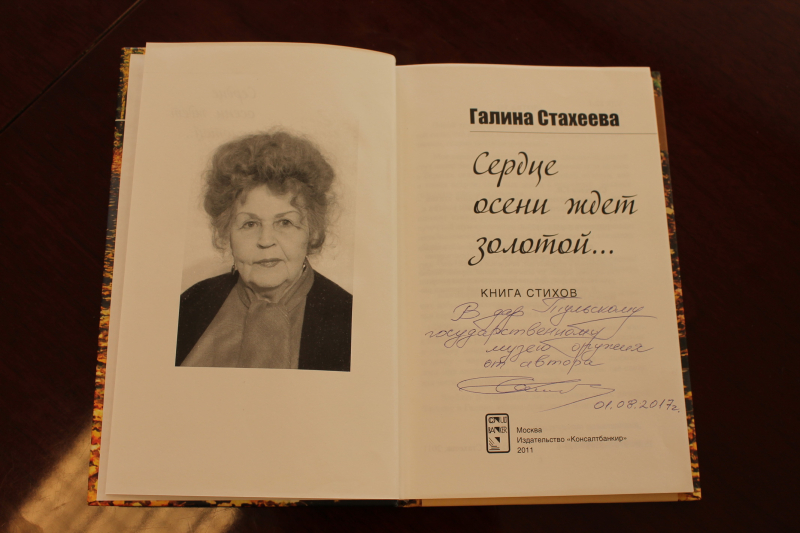 Галина Стахеева
Сердце
осени ждет
золотой...
КНИГА СТИХОВ
В дар Тульскому
государственному
музею оружия
от автора
01.08.2017г.
Москва
Издательство «Консалтбанкир»
2011